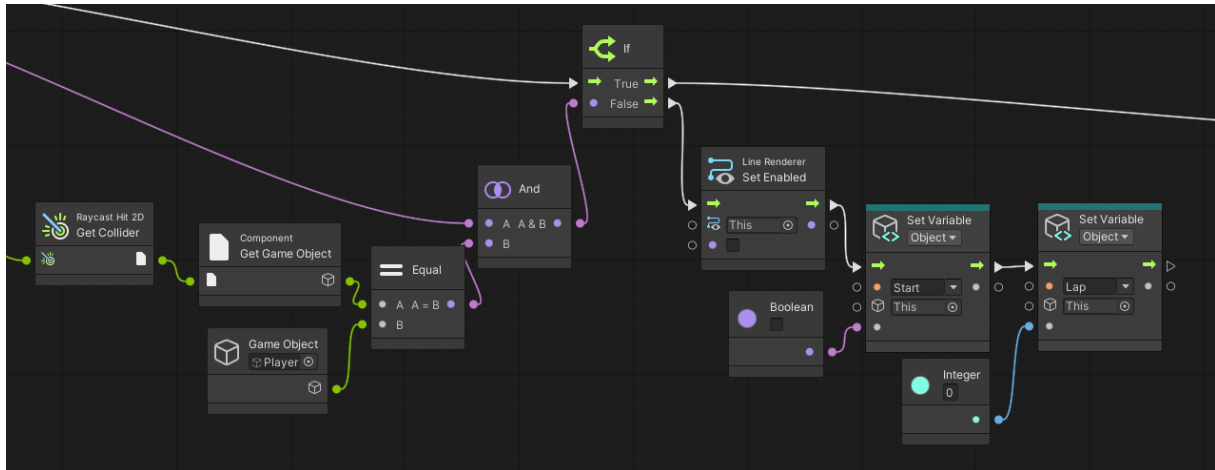 If
True
False
Line Renderer
Set Enabled
This
And
A A & B
B
Raycast Hit 2D
Get Collider
Component
Get Game Object
Equal
A A = B
B
Game Object
Player
Set Variable
Object
Start
This
Set Variable
Object
Lap
This
Boolean
Integer
0